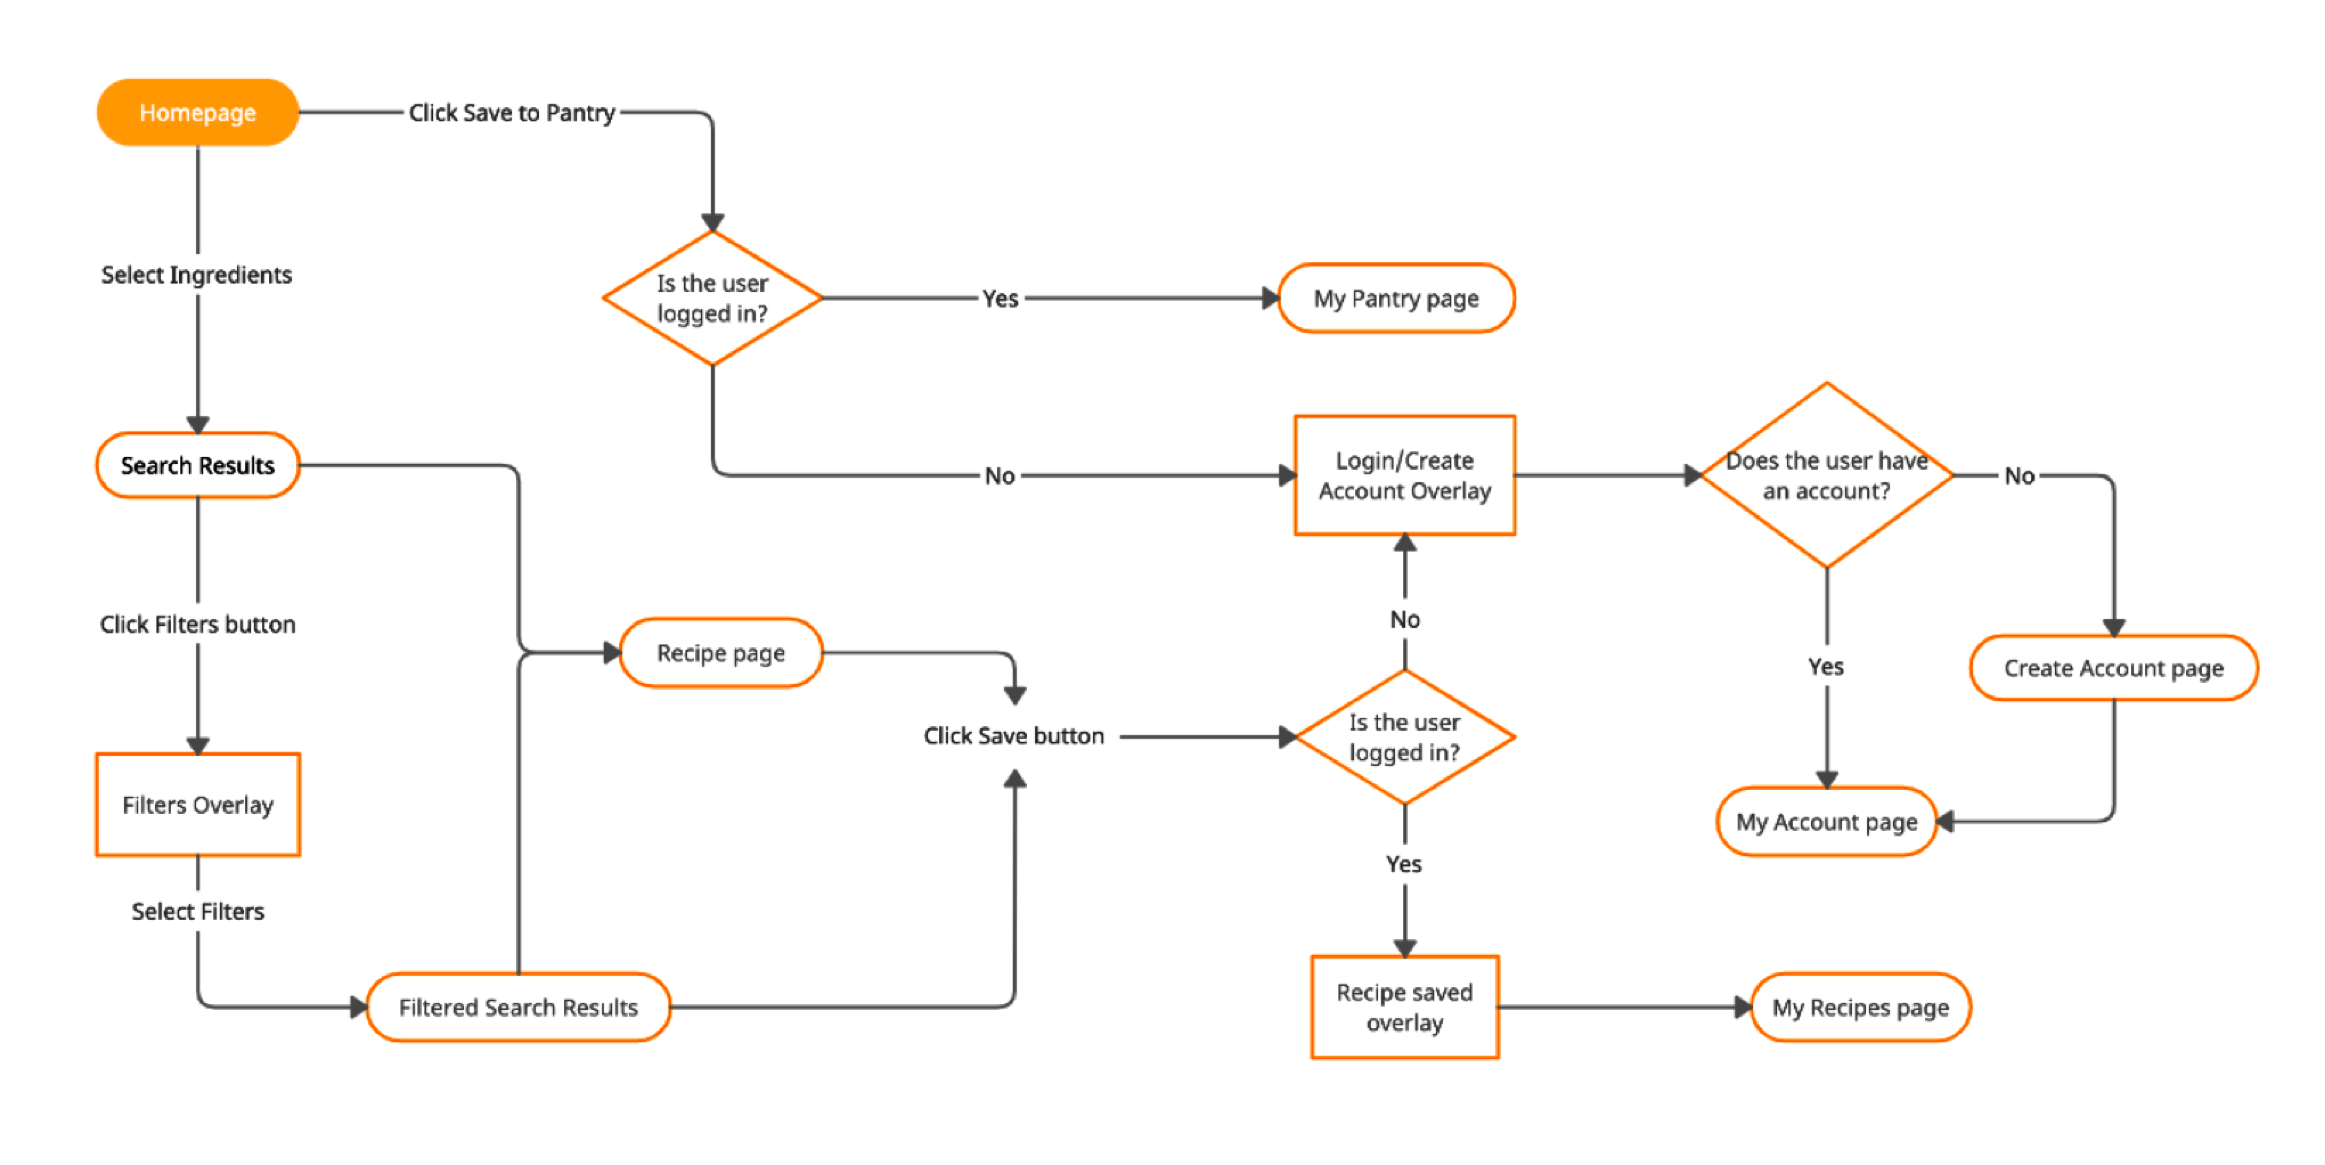 Homepage
Click Save to Pantry
Select Ingredients
Is the user
logged in?
Yes
My Pantry page
Search Results
No
Login/Create
Account Overlay
Does the user have
an account?
No
Click Filters button
Recipe page
No
Yes
Create Account page
Click Save button
Is the user
logged in?
Filters Overlay
My Account page
Yes
Select Filters
Filtered Search Results
Recipe saved
overlay
My Recipes page